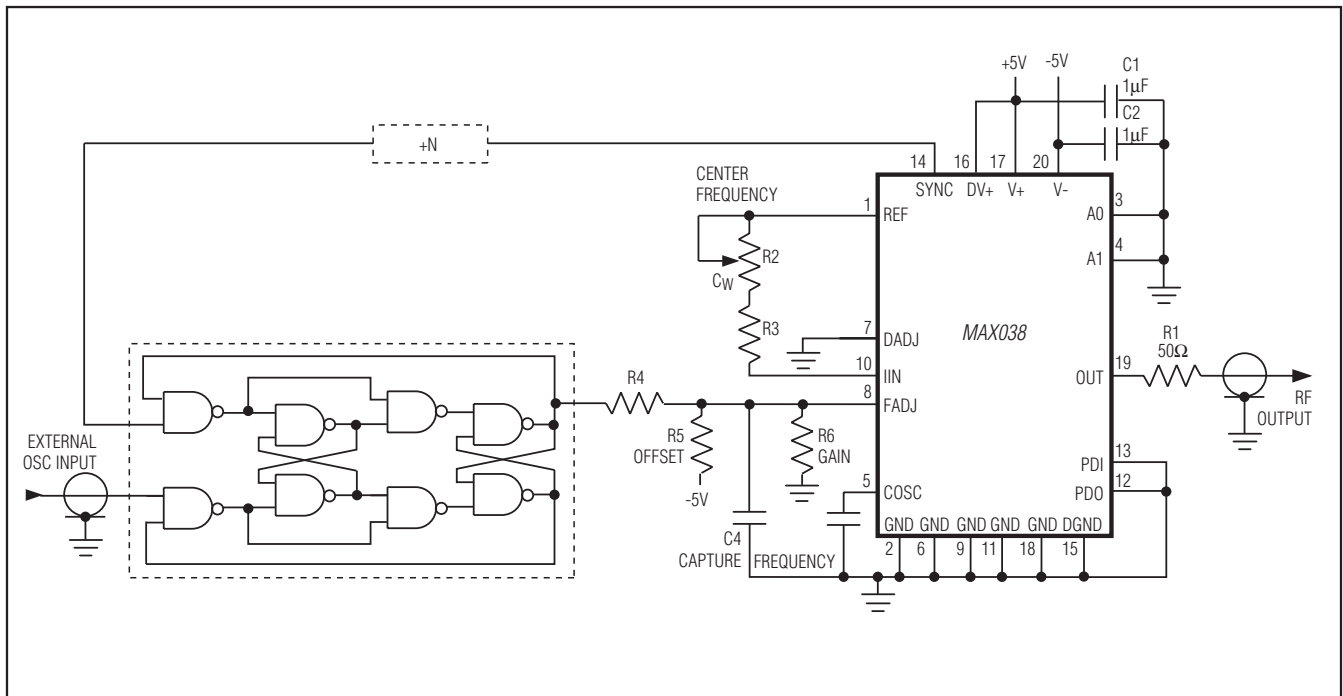 +5V
-5V
C1
1µF
C2
1µF
+N
14
16
17
20
SYNC
DV+
V+
V-
CENTER
FREQUENCY
1
REF
3
A0
R2
CW
4
A1
R3
MAX038
7
DADJ
R1
50Ω
10
IIN
19
OUT
R4
8
FADJ
RF
OUTPUT
R5
OFFSET
R6
GAIN
EXTERNAL
OSC INPUT
-5V
13
PDI
12
PDO
5
COSC
GND
GND
GND
GND
GND
DGND
2
6
9
11
18
15
C4
CAPTURE
FREQUENCY